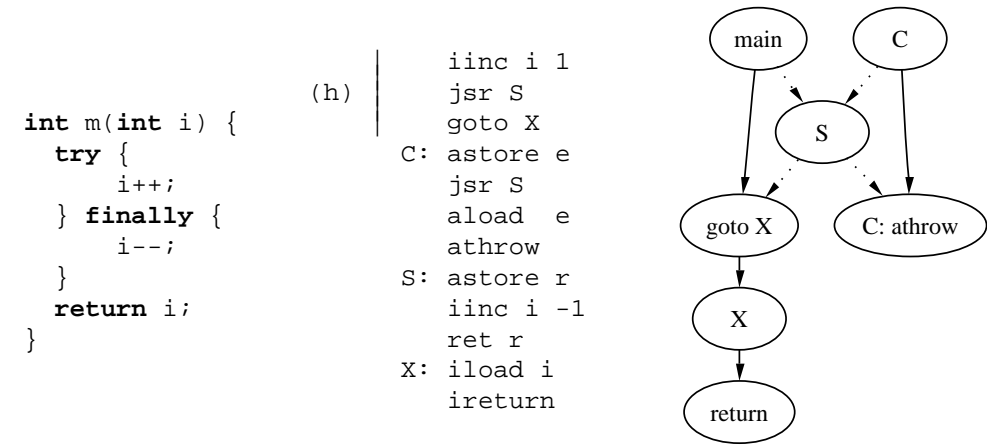 int m(int i) {
try {
i++;
} finally {
i--;
}
return i;
}
(h)
iinc i 1
jsr S
goto X
C: astore e
jsr S
aload e
athrow
S: astore r
iinc i -1
ret r
X: iload i
ireturn
main
C
S
goto X
C: athrow
X
return